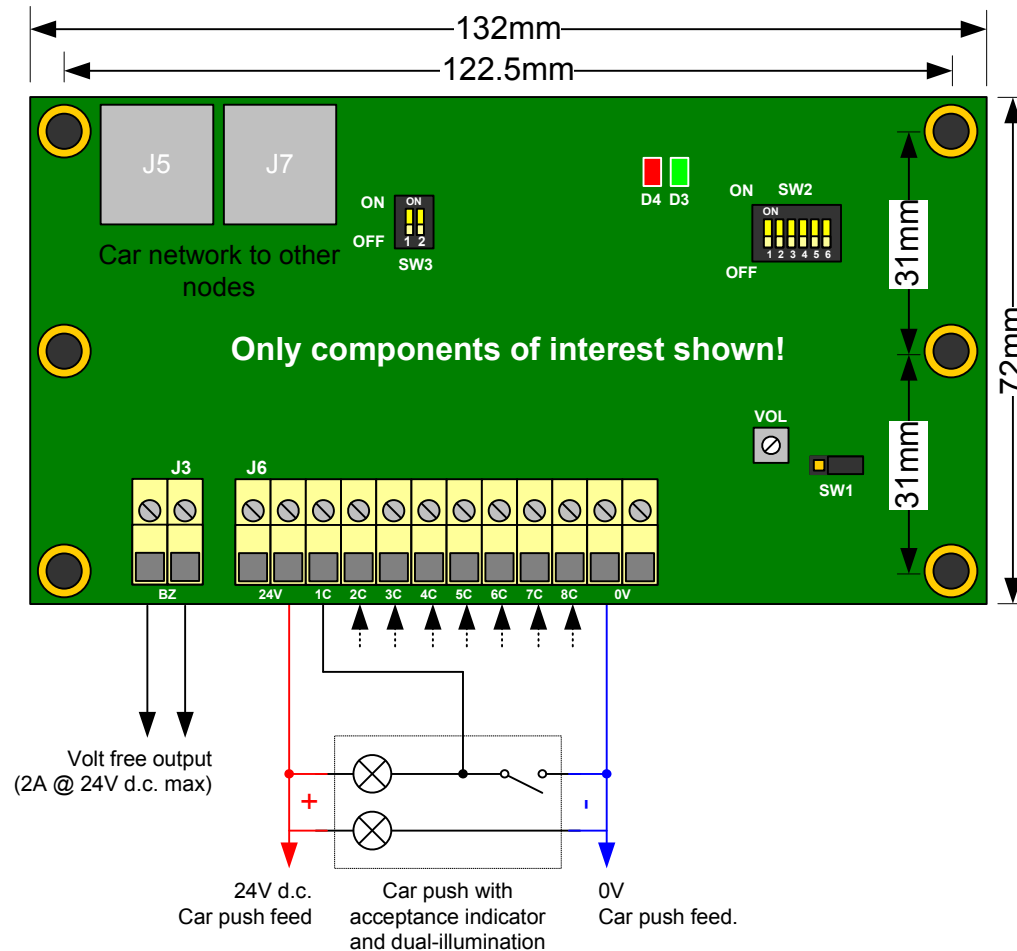 132mm
122.5mm
J5
J7
Car network to other
nodes
ON
ON
OFF
1 2
SW3
D4 D3
ON SW2
ON
1 2 3 4 5 6
OFF
31mm
72mm
Only components of interest shown!
31mm
VOL
SW1
J3
J6
BZ
24V 1C 2C 3C 4C 5C 6C 7C 8C 0V
Volt free output
(2A @ 24V d.c. max)
+
-
24V d.c.
Car push feed
Car push with
acceptance indicator
and dual-illumination
0V
Car push feed.